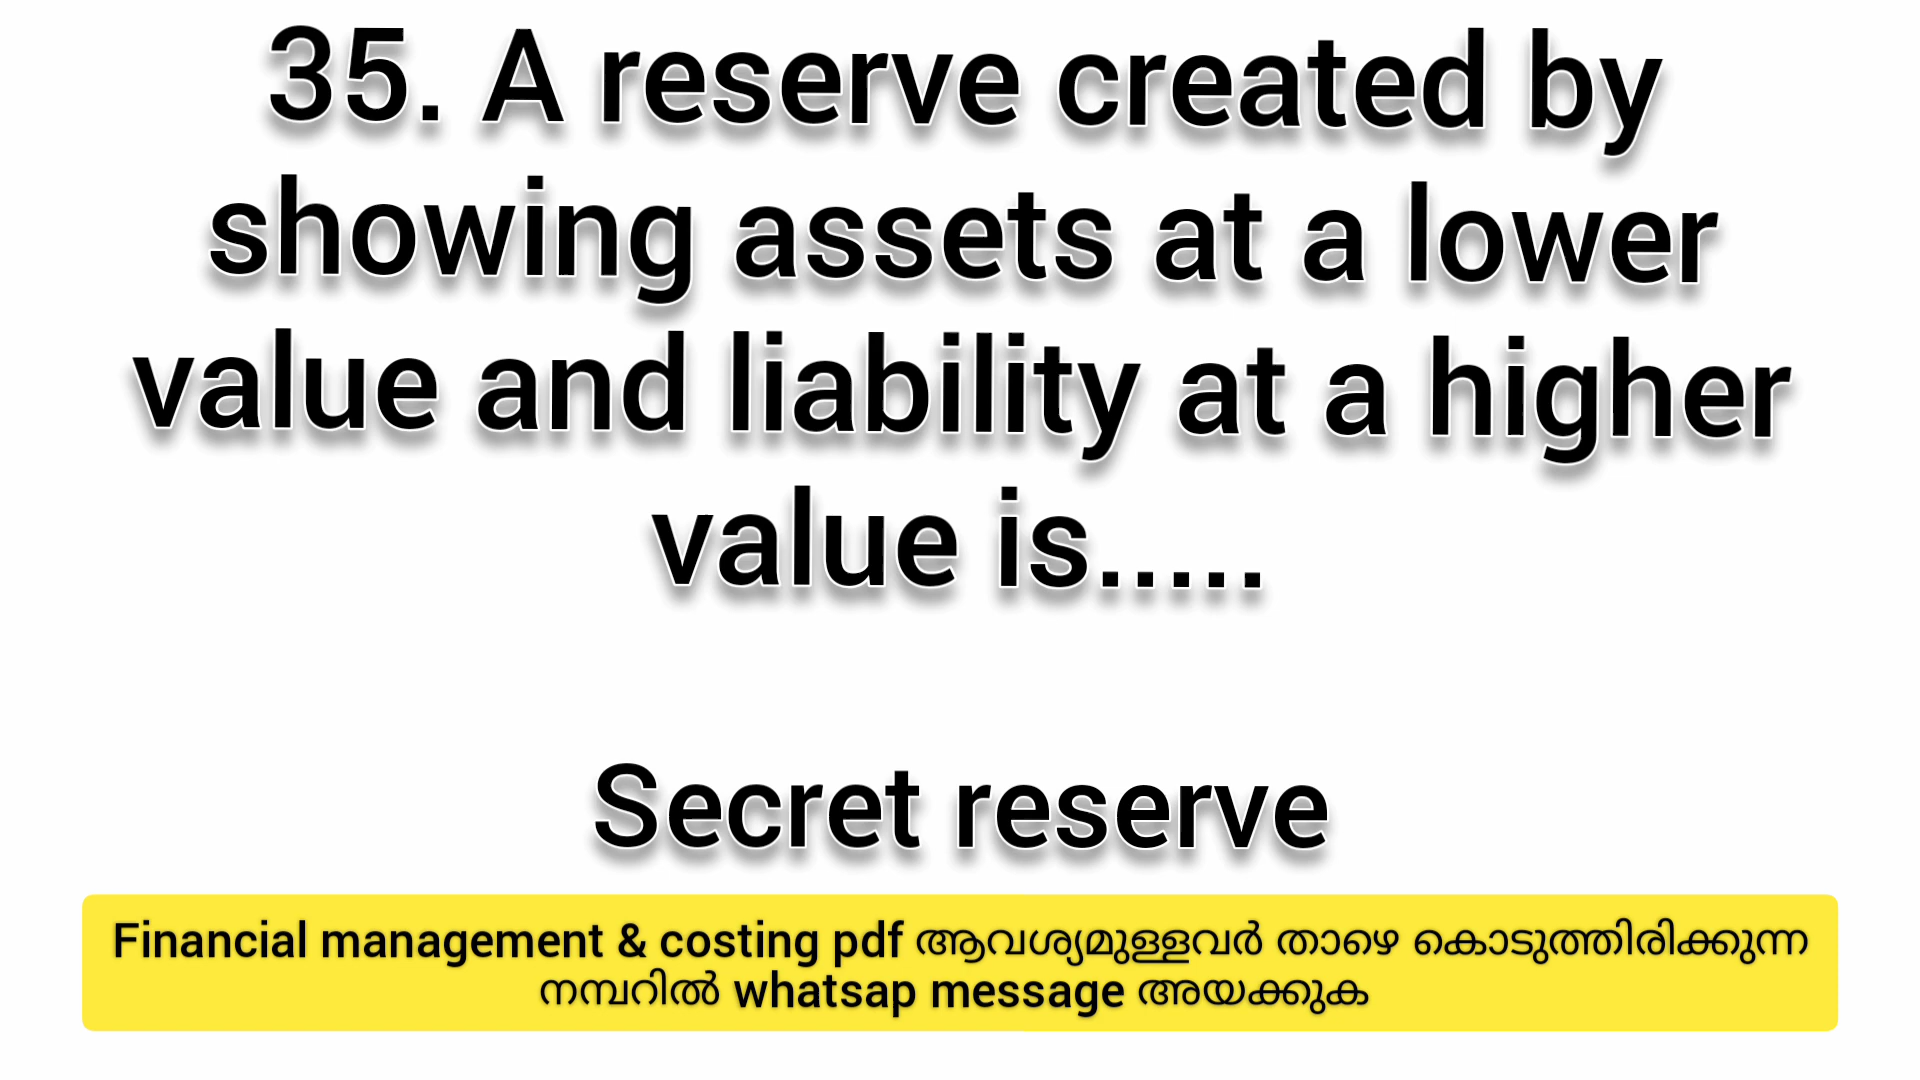 35. A reserve created by
showing assets at a lower
value and liability at a higher
value is.....
Secret reserve
Financial management & costing pdf ആവശ്യമുള്ളവർ താഴെ കൊടുത്തിരിക്കുന്ന
നമ്പറിൽ whatsap message അയക്കുക